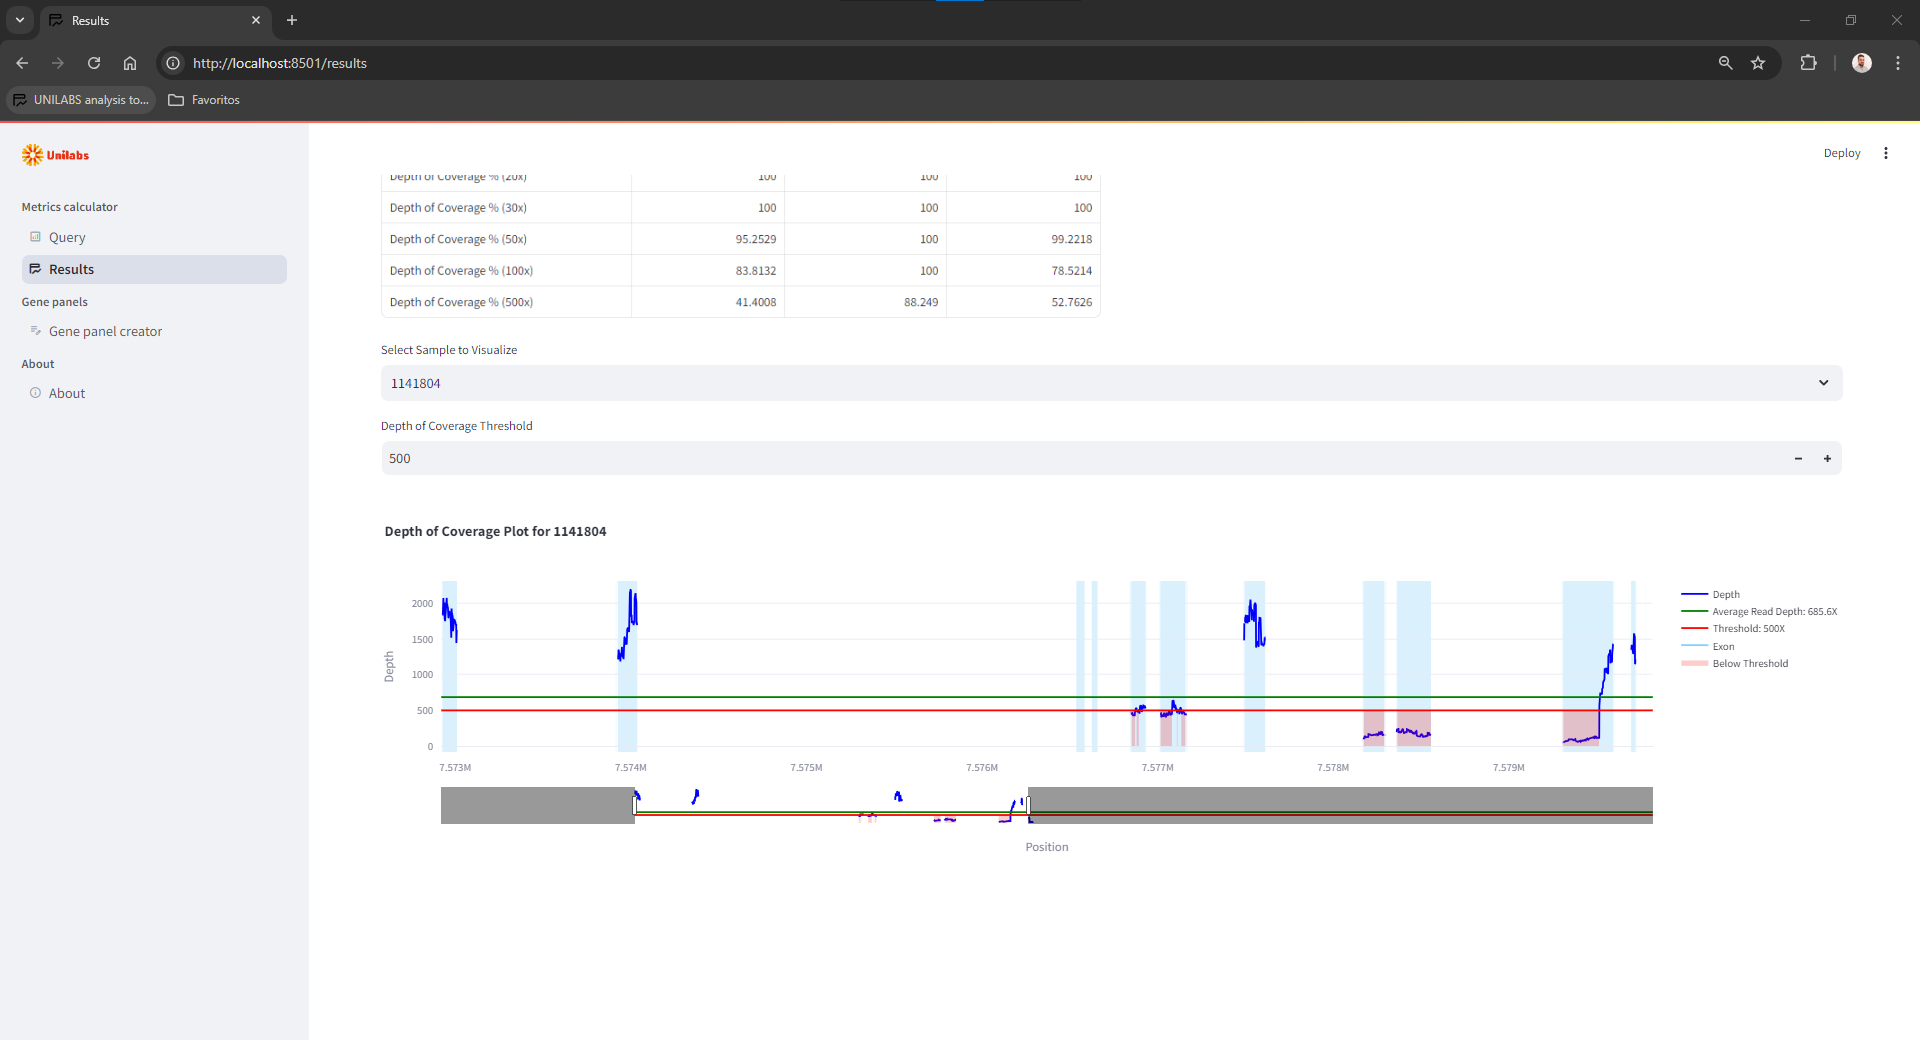 Results
http://localhost:8501/results
UNILABS analysis to...
Favoritos
Unilabs
Deploy
Metrics calculator
Query
Results
Gene panels
Gene panel creator
About
About
Depth of Coverage % (20x) 100 100 100
Depth of Coverage % (30x) 100 100 100
Depth of Coverage % (50x) 95.2529 100 99.2218
Depth of Coverage % (100x) 83.8132 100 78.5214
Depth of Coverage % (500x) 41.4008 88.249 52.7626
Select Sample to Visualize
1141804
Depth of Coverage Threshold
500
Depth of Coverage Plot for 1141804
Depth
2000
1500
1000
500
0
7.573M 7.574M 7.575M 7.576M 7.577M 7.578M 7.579M
Position
Depth
Average Read Depth: 685.6X
Threshold: 500X
Exon
Below Threshold